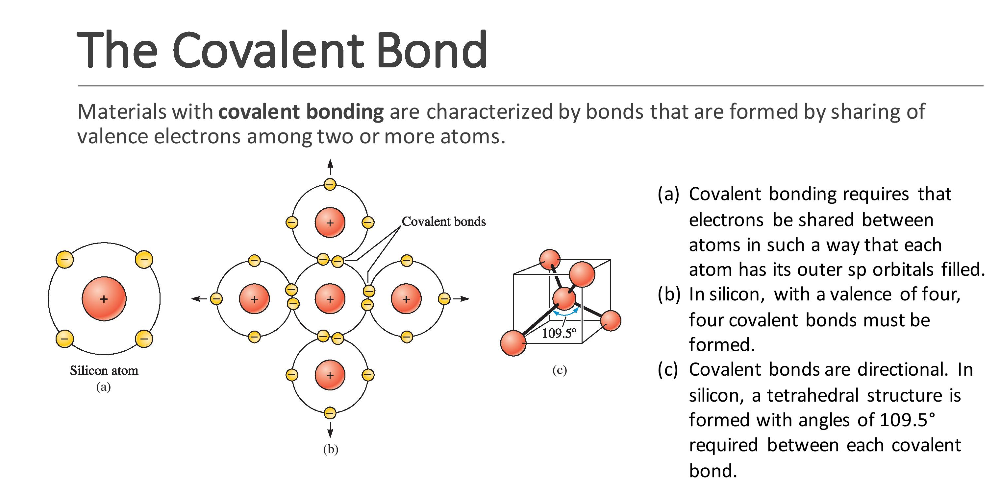 The Covalent Bond
Materials with covalent bonding are characterized by bonds that are formed by sharing of
valence electrons among two or more atoms.
Covalent bonds
Silicon atom
(a)
(b)
109.5º
(c)
(a) Covalent bonding requires that
electrons be shared between
atoms in such a way that each
atom has its outer sp orbitals filled.
(b) In silicon, with a valence of four,
four covalent bonds must be
formed.
(c) Covalent bonds are directional. In
silicon, a tetrahedral structure is
formed with angles of 109.5°
required between each covalent
bond.